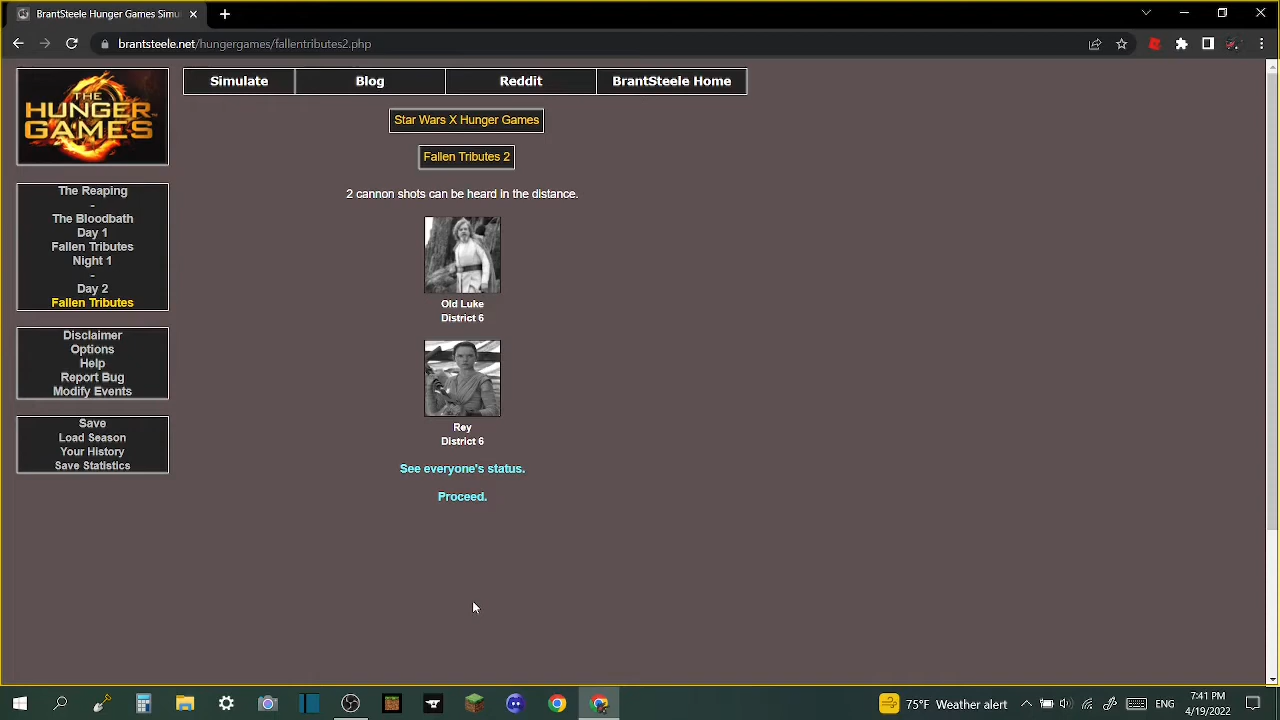 BrantSteele Hunger Games Simu
brantsteele.net/hungergames/fallentributes2.php
THE
HUNGER
GAMES
Simulate
Blog
Reddit
BrantSteele Home
Star Wars X Hunger Games
Fallen Tributes 2
2 cannon shots can be heard in the distance.
Old Luke
District 6
Rey
District 6
See everyone's status.
Proceed.
The Reaping
-
The Bloodbath
Day 1
Fallen Tributes
Night 1
-
Day 2
Fallen Tributes
Disclaimer
Options
Help
Report Bug
Modify Events
Save
Load Season
Your History
Save Statistics
75°F Weather alert
ENG
7:41 PM
4/19/2022